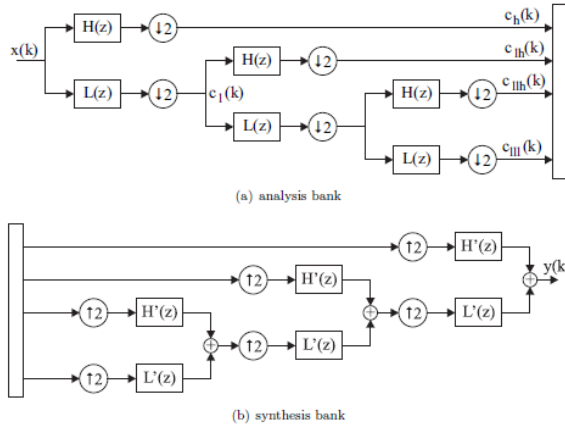 H(z) ↓2 c_h(k)
x(k)
H(z) ↓2 c_lh(k)
L(z) ↓2 c_l(k)
H(z) ↓2 c_llh(k)
L(z) ↓2
L(z) ↓2 c_lll(k)
(a) analysis bank
↑2 H'(z)
↑2 H'(z) y(k
↑2 H'(z) ↑2 L'(z)
↑2 L'(z)
↑2 L'(z)
(b) synthesis bank